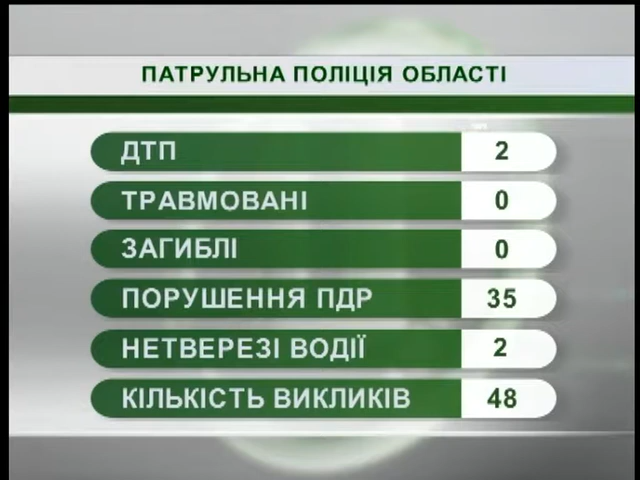 ПАТРУЛЬНА ПОЛІЦІЯ ОБЛАСТІ
ДТП 2
ТРАВМОВАНІ 0
ЗАГИБЛІ 0
ПОРУШЕННЯ ПДР 35
НЕТВЕРЕЗІ ВОДІЇ 2
КІЛЬКІСТЬ ВИКЛИКІВ 48